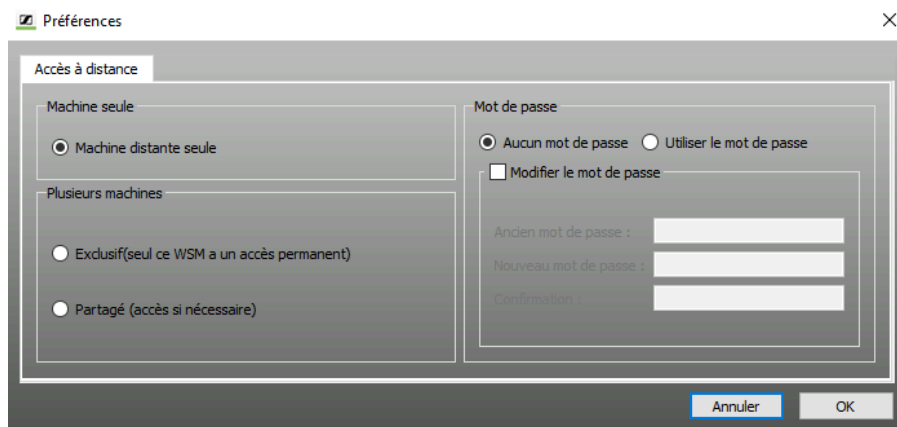 Préférences
Accès à distance
Machine seule
Machine distante seule
Plusieurs machines
Exclusif(seul ce WSM a un accès permanent)
Partagé (accès si nécessaire)
Mot de passe
Aucun mot de passe Utiliser le mot de passe
Modifier le mot de passe
Ancien mot de passe :
Nouveau mot de passe :
Confirmation :
Annuler OK